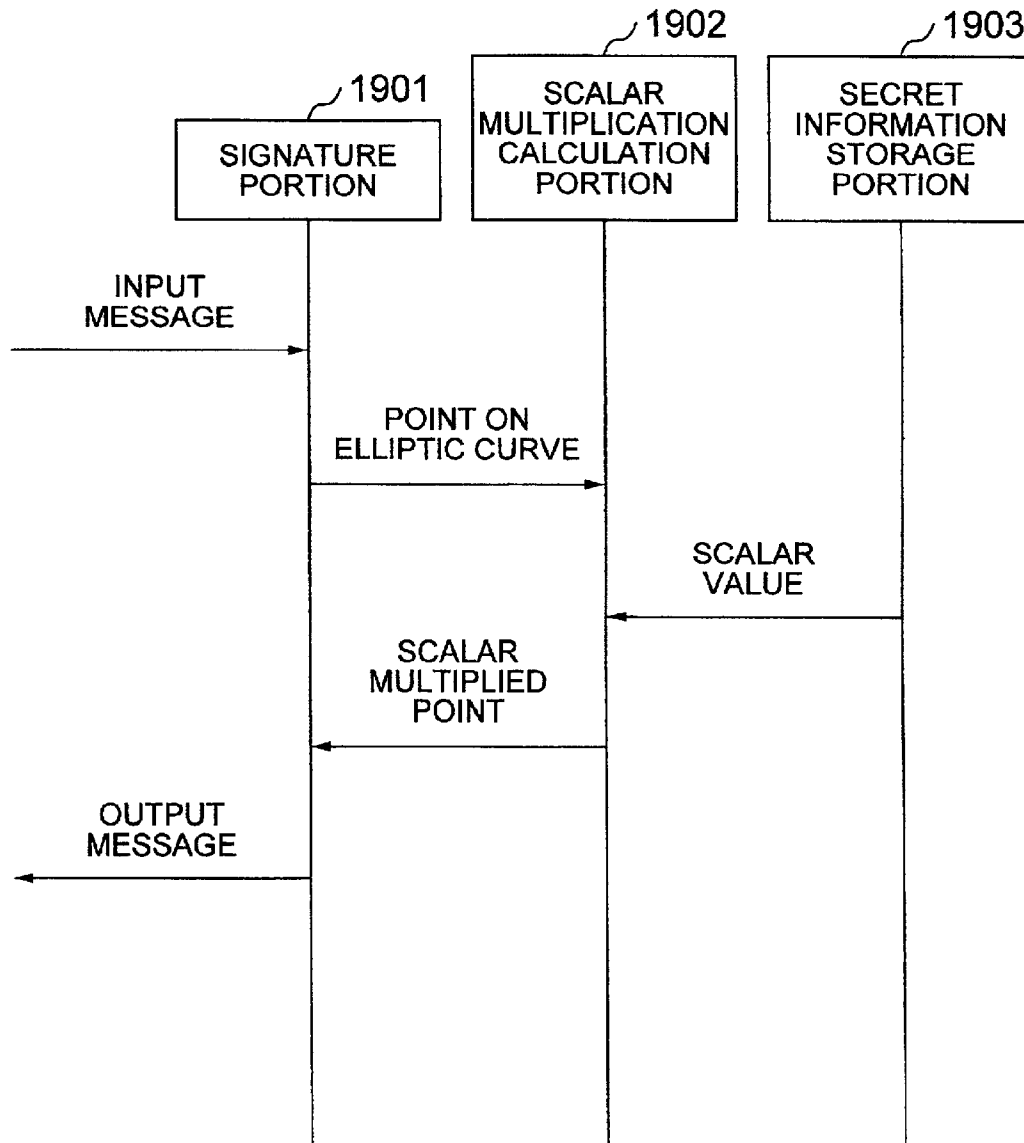 1901
SIGNATURE
PORTION
1902
SCALAR
MULTIPLICATION
CALCULATION
PORTION
1903
SECRET
INFORMATION
STORAGE
PORTION
INPUT
MESSAGE
POINT ON
ELLIPTIC CURVE
SCALAR
VALUE
SCALAR
MULTIPLIED
POINT
OUTPUT
MESSAGE